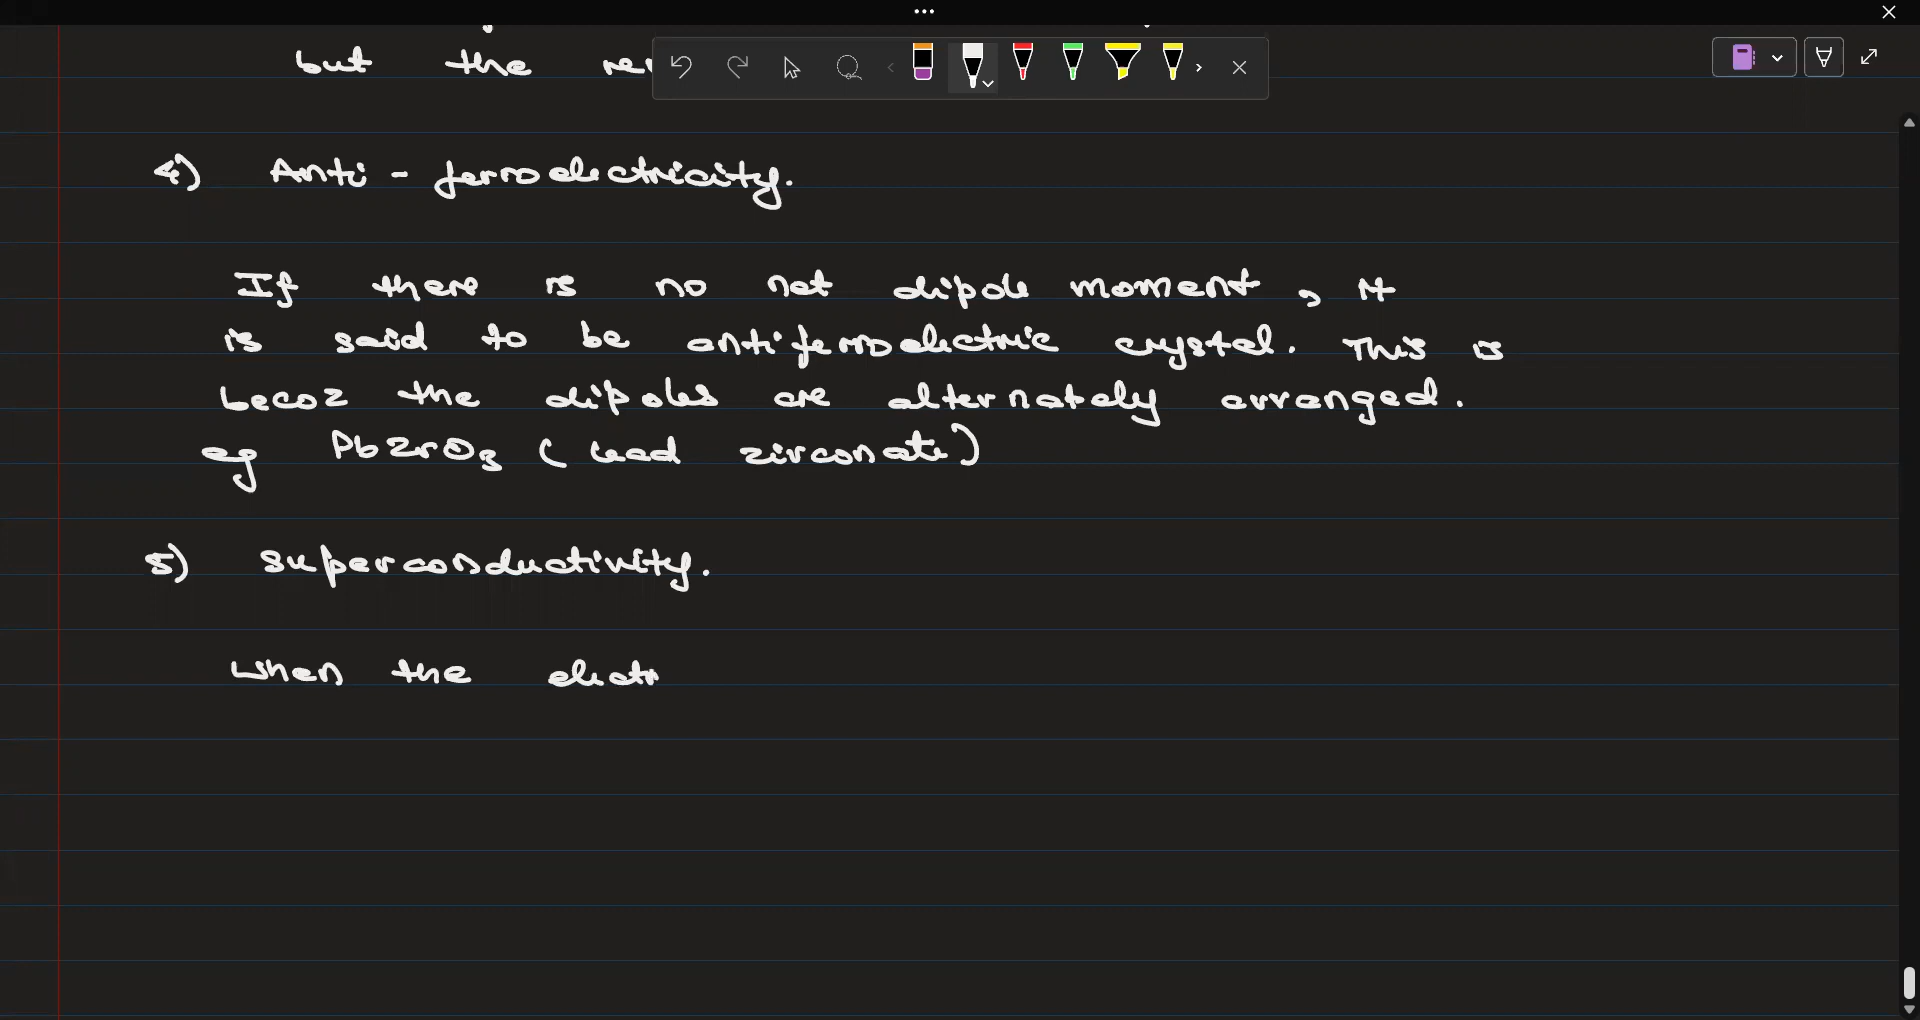 but the
4) Anti - ferroelectricity.
If there is no net dipole moment, it
is said to be antiferroelectric crystal. This is
becoz the dipoles are alternately arranged.
eg PbZrO3 (lead zirconate)
5) superconductivity.
When the electr